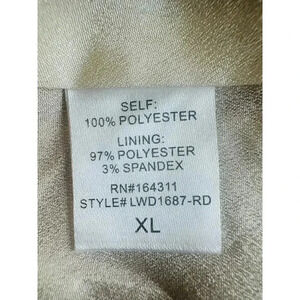 SELF:
100% POLYESTER
LINING:
97% POLYESTER
3% SPANDEX
RN#164311
STYLE# LWD1687-RD
XL